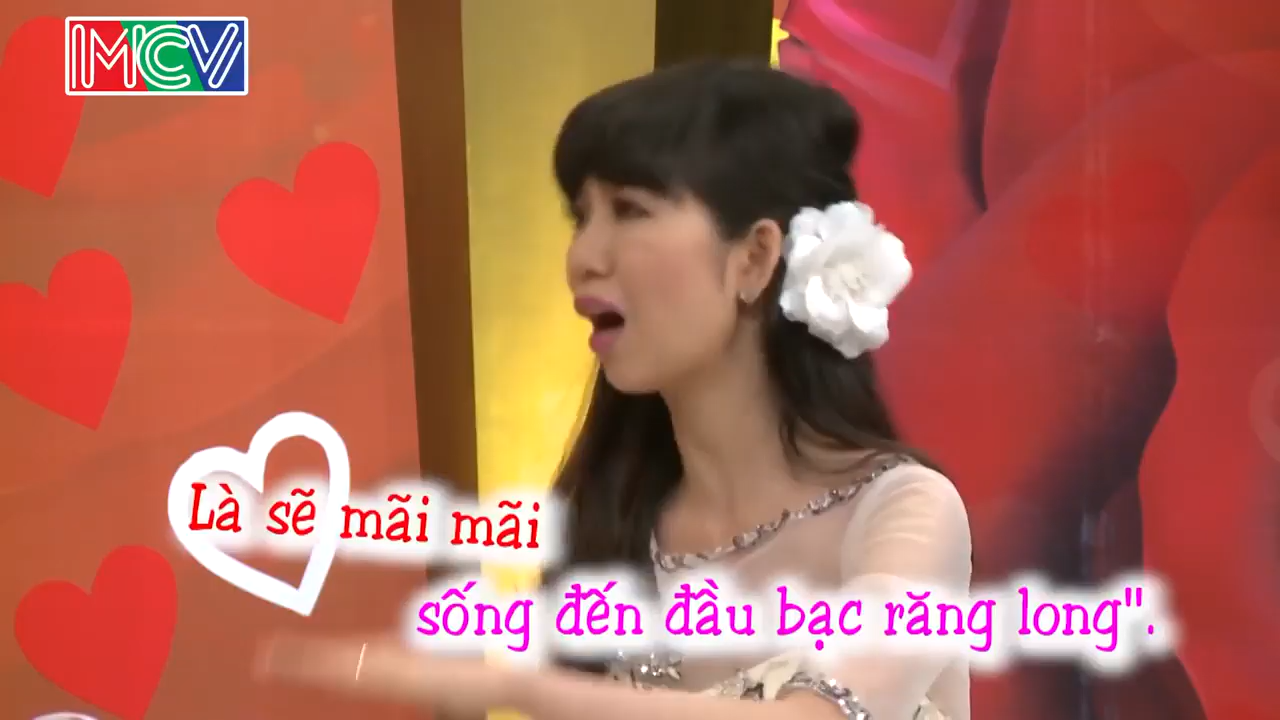 MCV
Là sẽ mãi mãi
sống đến đầu bạc răng long".